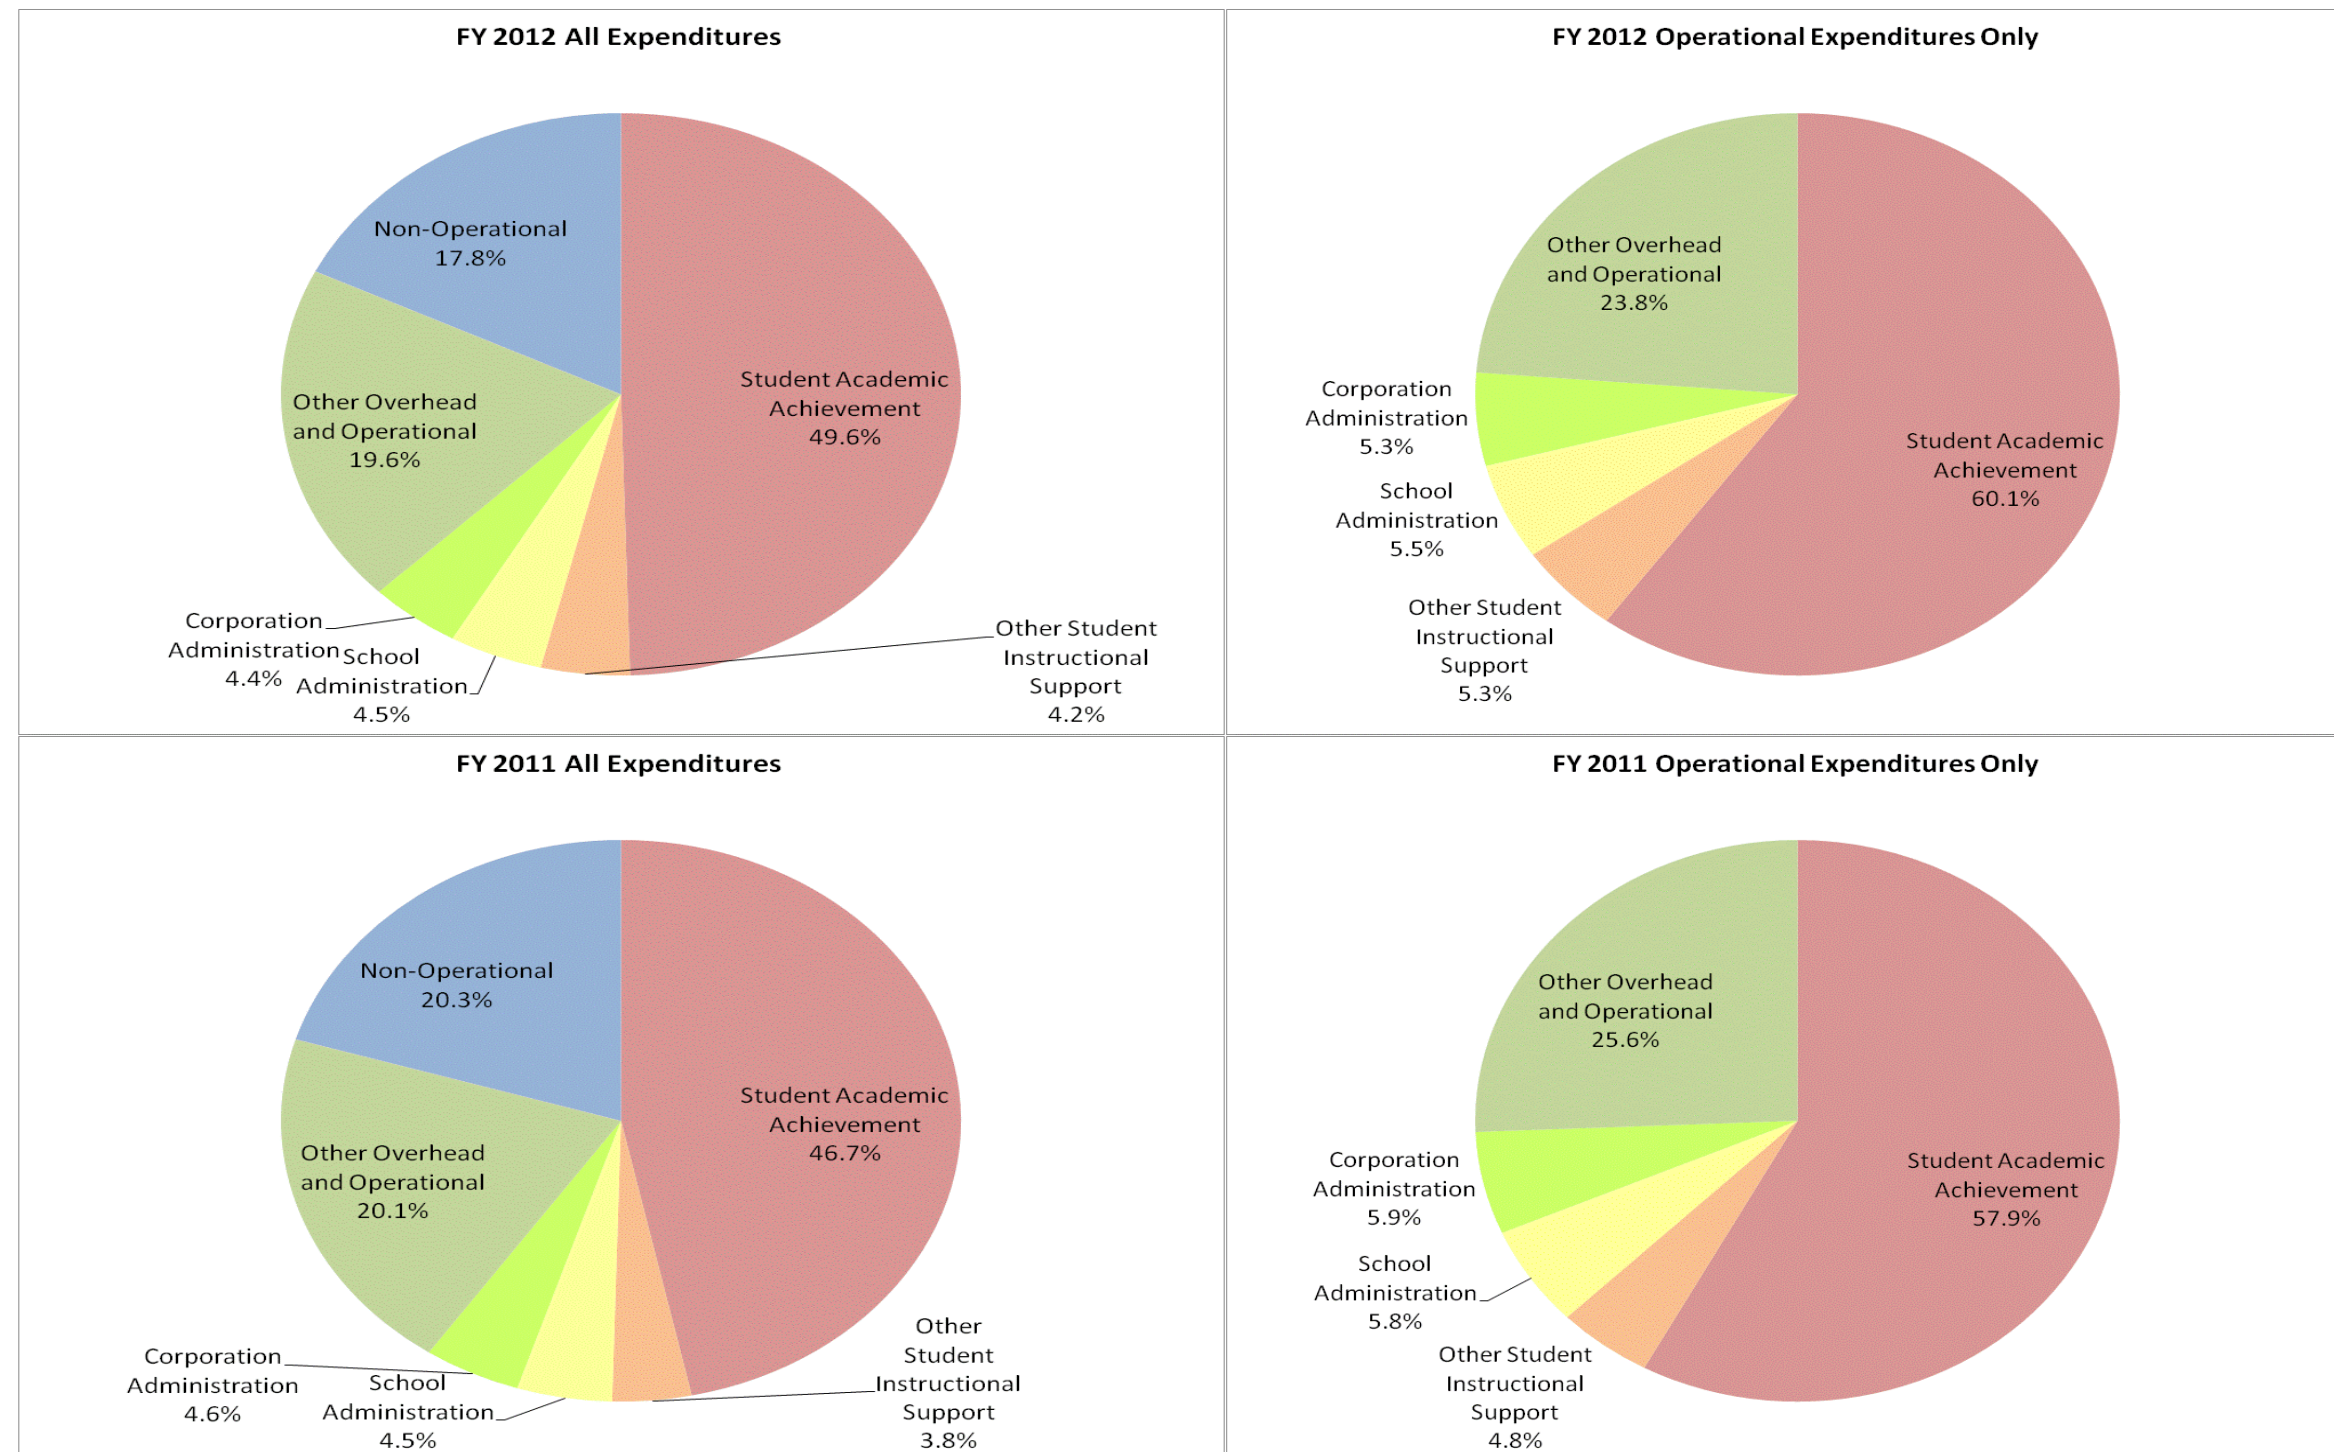 FY 2012 All Expenditures
Non-Operational
17.8%
Student Academic
Achievement
49.6%
Other Overhead
and Operational
19.6%
Corporation
Administration
4.4%
School
Administration
4.5%
Other Student
Instructional
Support
4.2%
FY 2012 Operational Expenditures Only
Other Overhead
and Operational
23.8%
Corporation
Administration
5.3%
Student Academic
Achievement
60.1%
School
Administration
5.5%
Other Student
Instructional
Support
5.3%
FY 2011 All Expenditures
Non-Operational
20.3%
Student Academic
Achievement
46.7%
Other Overhead
and Operational
20.1%
Corporation
Administration
4.6%
School
Administration
4.5%
Other
Student
Instructional
Support
3.8%
FY 2011 Operational Expenditures Only
Other Overhead
and Operational
25.6%
Corporation
Administration
5.9%
Student Academic
Achievement
57.9%
School
Administration
5.8%
Other Student
Instructional
Support
4.8%